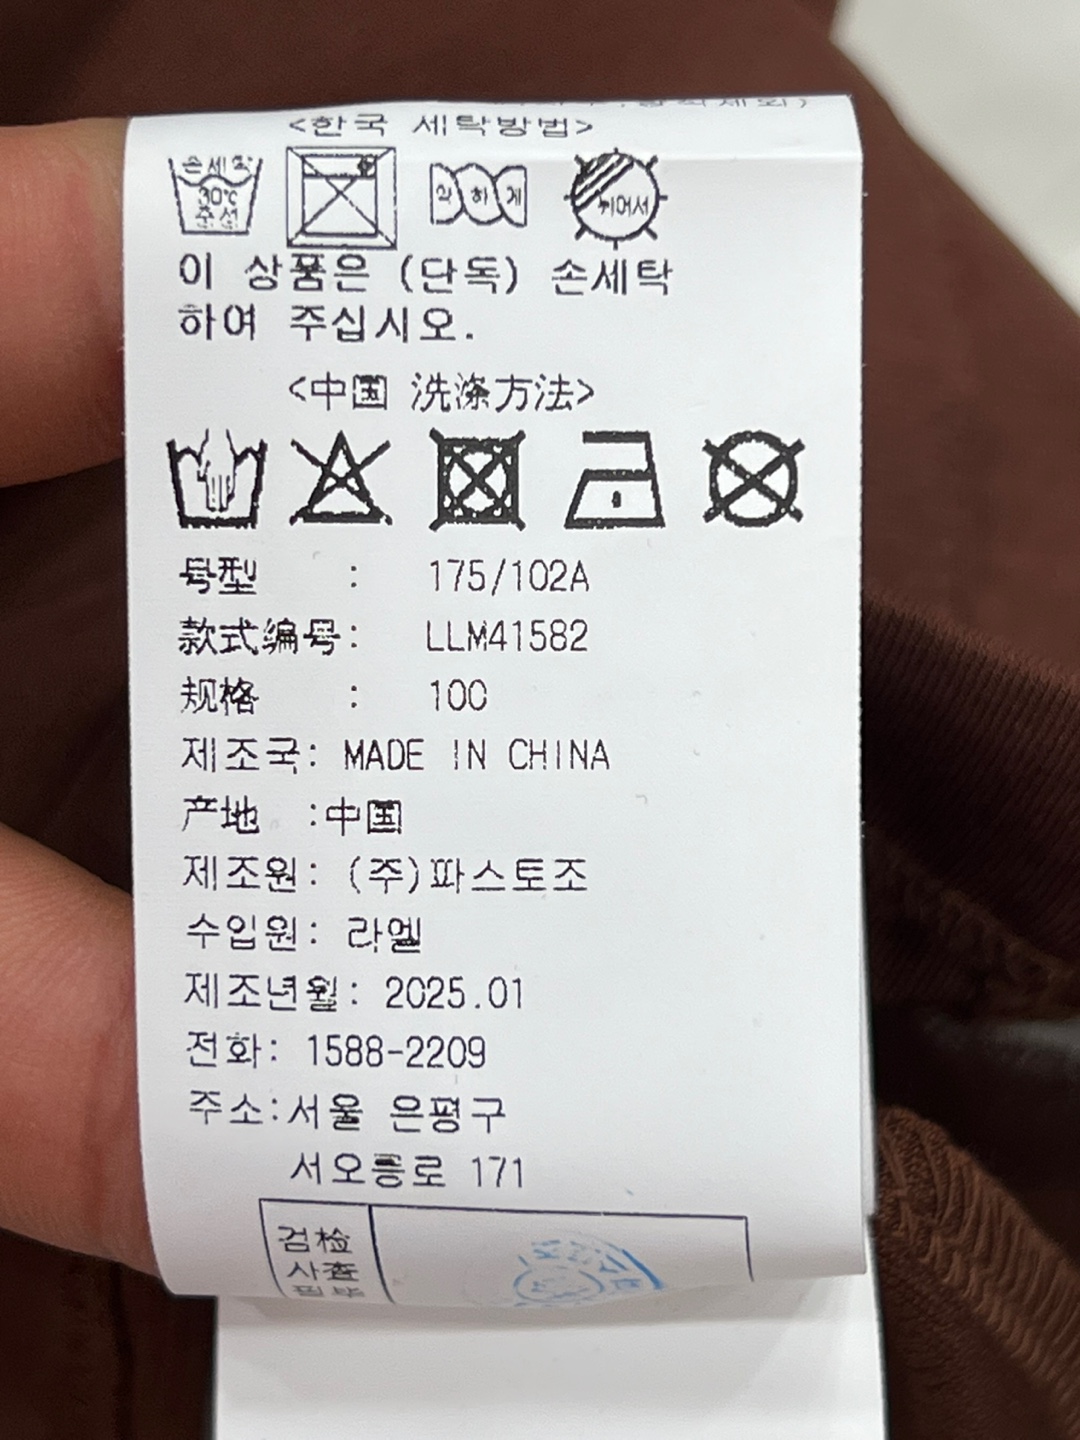 <한국 세탁방법>
손세탁
30℃
중성
약하게
뉘어서
이 상품은 (단독) 손세탁
하여 주십시오.
<中国 洗涤方法>
号型 : 175/102A
款式编号: LLM41582
规格 : 100
제조국: MADE IN CHINA
产地 :中国
제조원: (주)파스토조
수입원: 라엘
제조년월: 2025.01
전화: 1588-2209
주소:서울 은평구
서오릉로 171
검検
사査
필